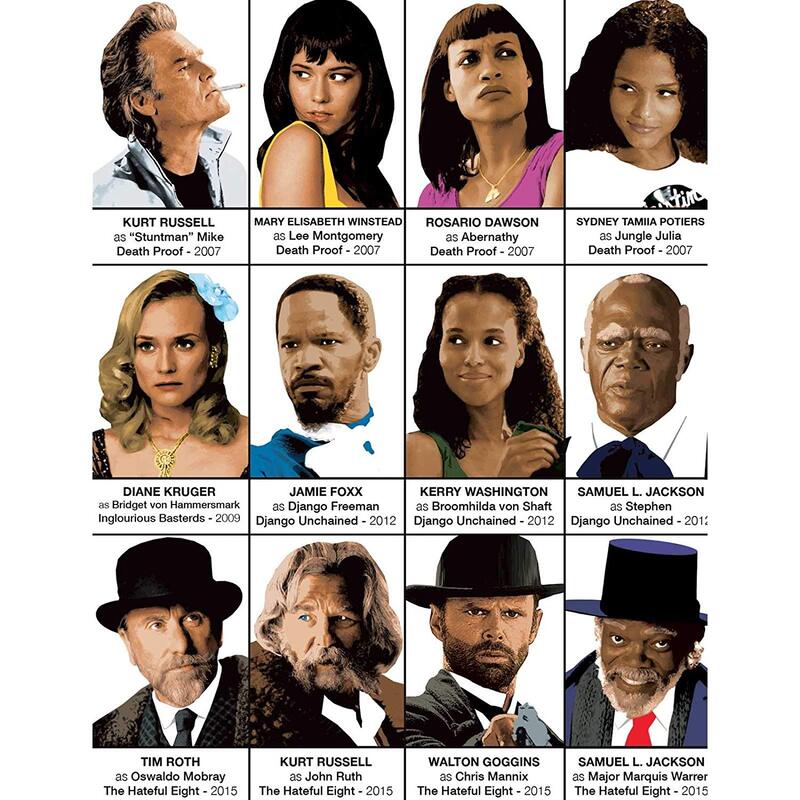 stinc
KURT RUSSELL
as “Stuntman” Mike
Death Proof - 2007
MARY ELISABETH WINSTEAD
as Lee Montgomery
Death Proof - 2007
ROSARIO DAWSON
as Abernathy
Death Proof - 2007
SYDNEY TAMIIA POTIERS
as Jungle Julia
Death Proof - 2007
DIANE KRUGER
as Bridget von Hammersmark
Inglourious Basterds - 2009
JAMIE FOXX
as Django Freeman
Django Unchained - 2012
KERRY WASHINGTON
as Broomhilda von Shaft
Django Unchained - 2012
SAMUEL L. JACKSON
as Stephen
Django Unchained - 2012
TIM ROTH
as Oswaldo Mobray
The Hateful Eight - 2015
KURT RUSSELL
as John Ruth
The Hateful Eight - 2015
WALTON GOGGINS
as Chris Mannix
The Hateful Eight - 2015
SAMUEL L. JACKSON
as Major Marquis Warrer
The Hateful Eight - 2015